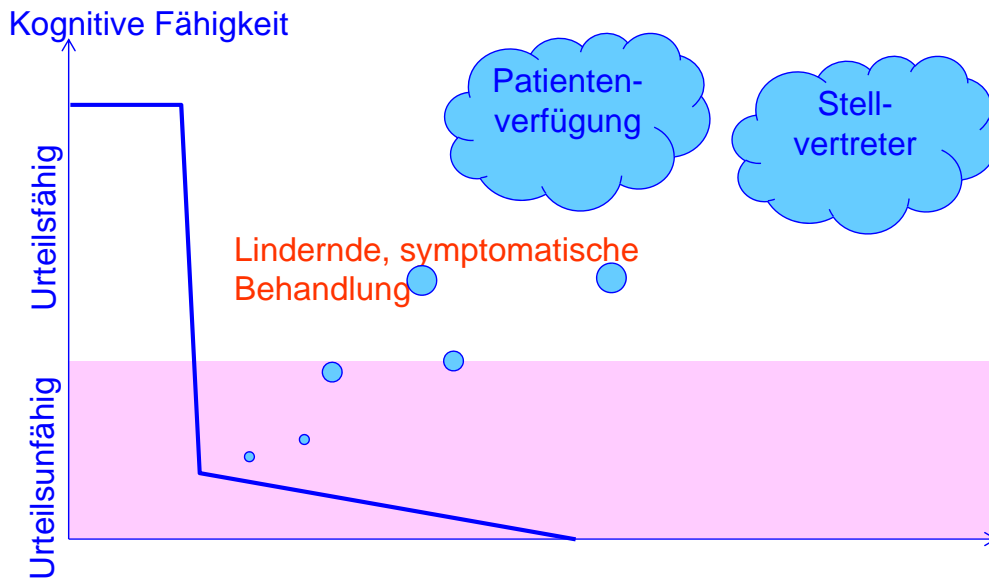 Kognitive Fähigkeit
Patienten-
verfügung
Stell-
vertreter
Urteilsfähig
Lindernde, symptomatische
Behandlung
Urteilsunfähig